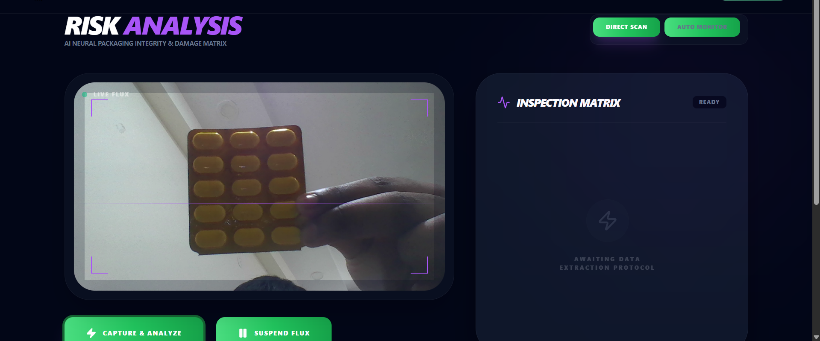 RISK ANALYSIS
AI NEURAL PACKAGING INTEGRITY & DAMAGE MATRIX
DIRECT SCAN
AUTO MONITOR
LIVE FLUX
INSPECTION MATRIX
READY
AWAITING DATA
EXTRACTION PROTOCOL
CAPTURE & ANALYZE
SUSPEND FLUX